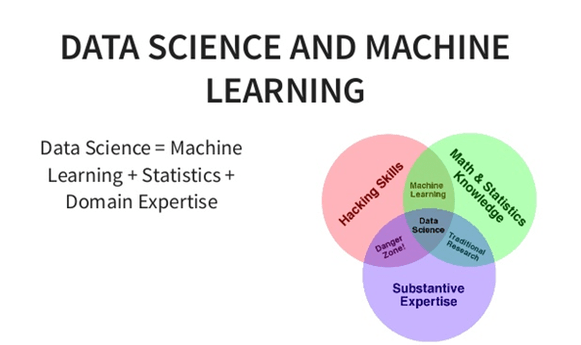 DATA SCIENCE AND MACHINE
LEARNING
Data Science = Machine
Learning + Statistics +
Domain Expertise
Hacking Skills
Math & Statistics
Knowledge
Machine
Learning
Data
Science
Danger
Zone!
Traditional
Research
Substantive
Expertise